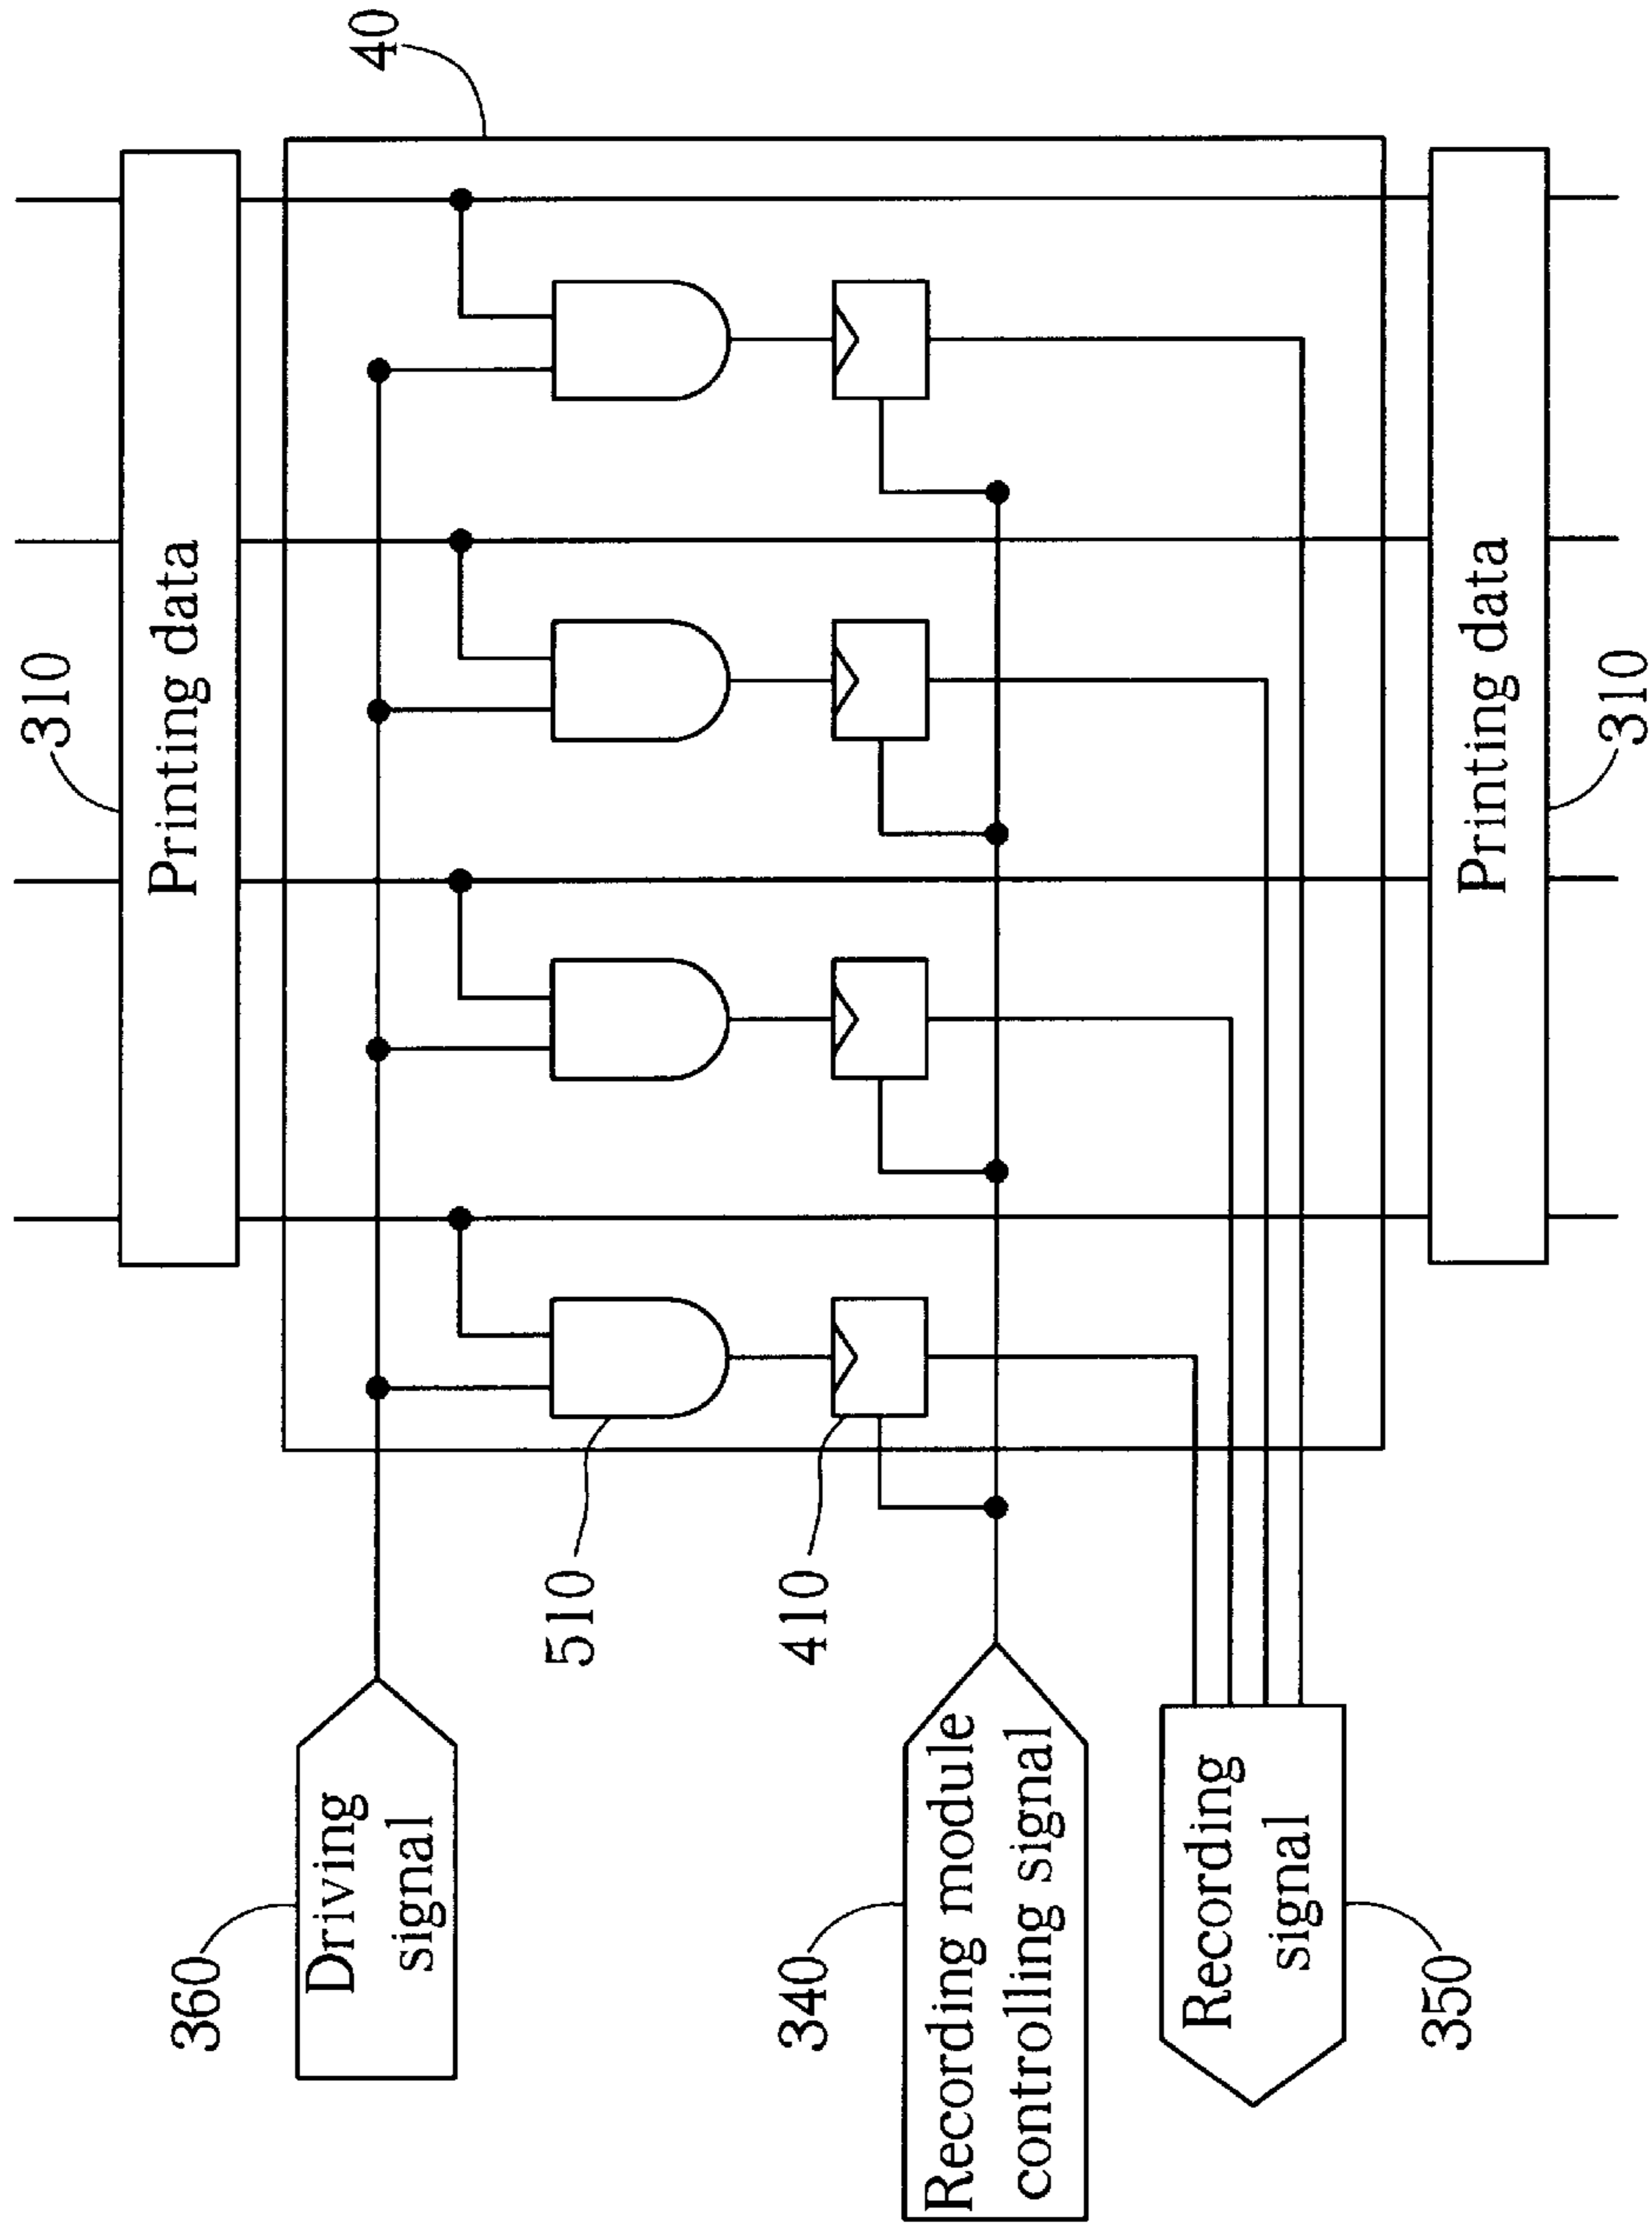 40
310
Printing data
360
Driving
signal
510
410
340
Recording module
controlling signal
Recording
signal
350
Printing data
310